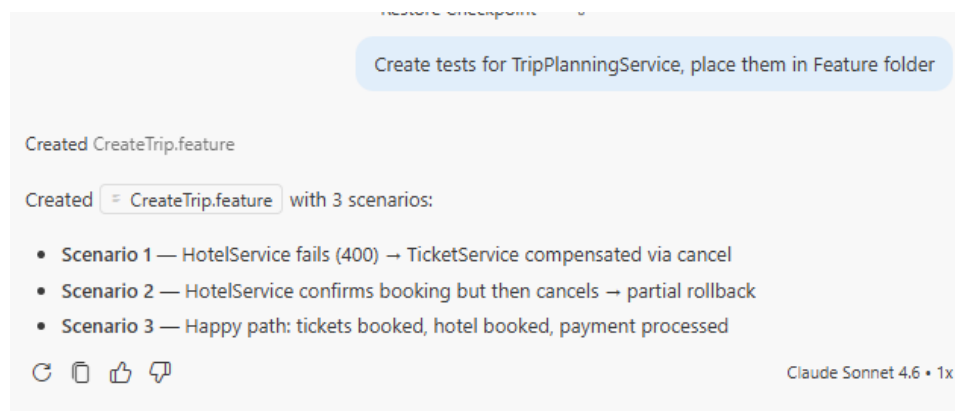 Restore Checkpoint
Create tests for TripPlanningService, place them in Feature folder
Created CreateTrip.feature
Created CreateTrip.feature with 3 scenarios:
• Scenario 1 — HotelService fails (400) → TicketService compensated via cancel
• Scenario 2 — HotelService confirms booking but then cancels → partial rollback
• Scenario 3 — Happy path: tickets booked, hotel booked, payment processed
Claude Sonnet 4.6 • 1x